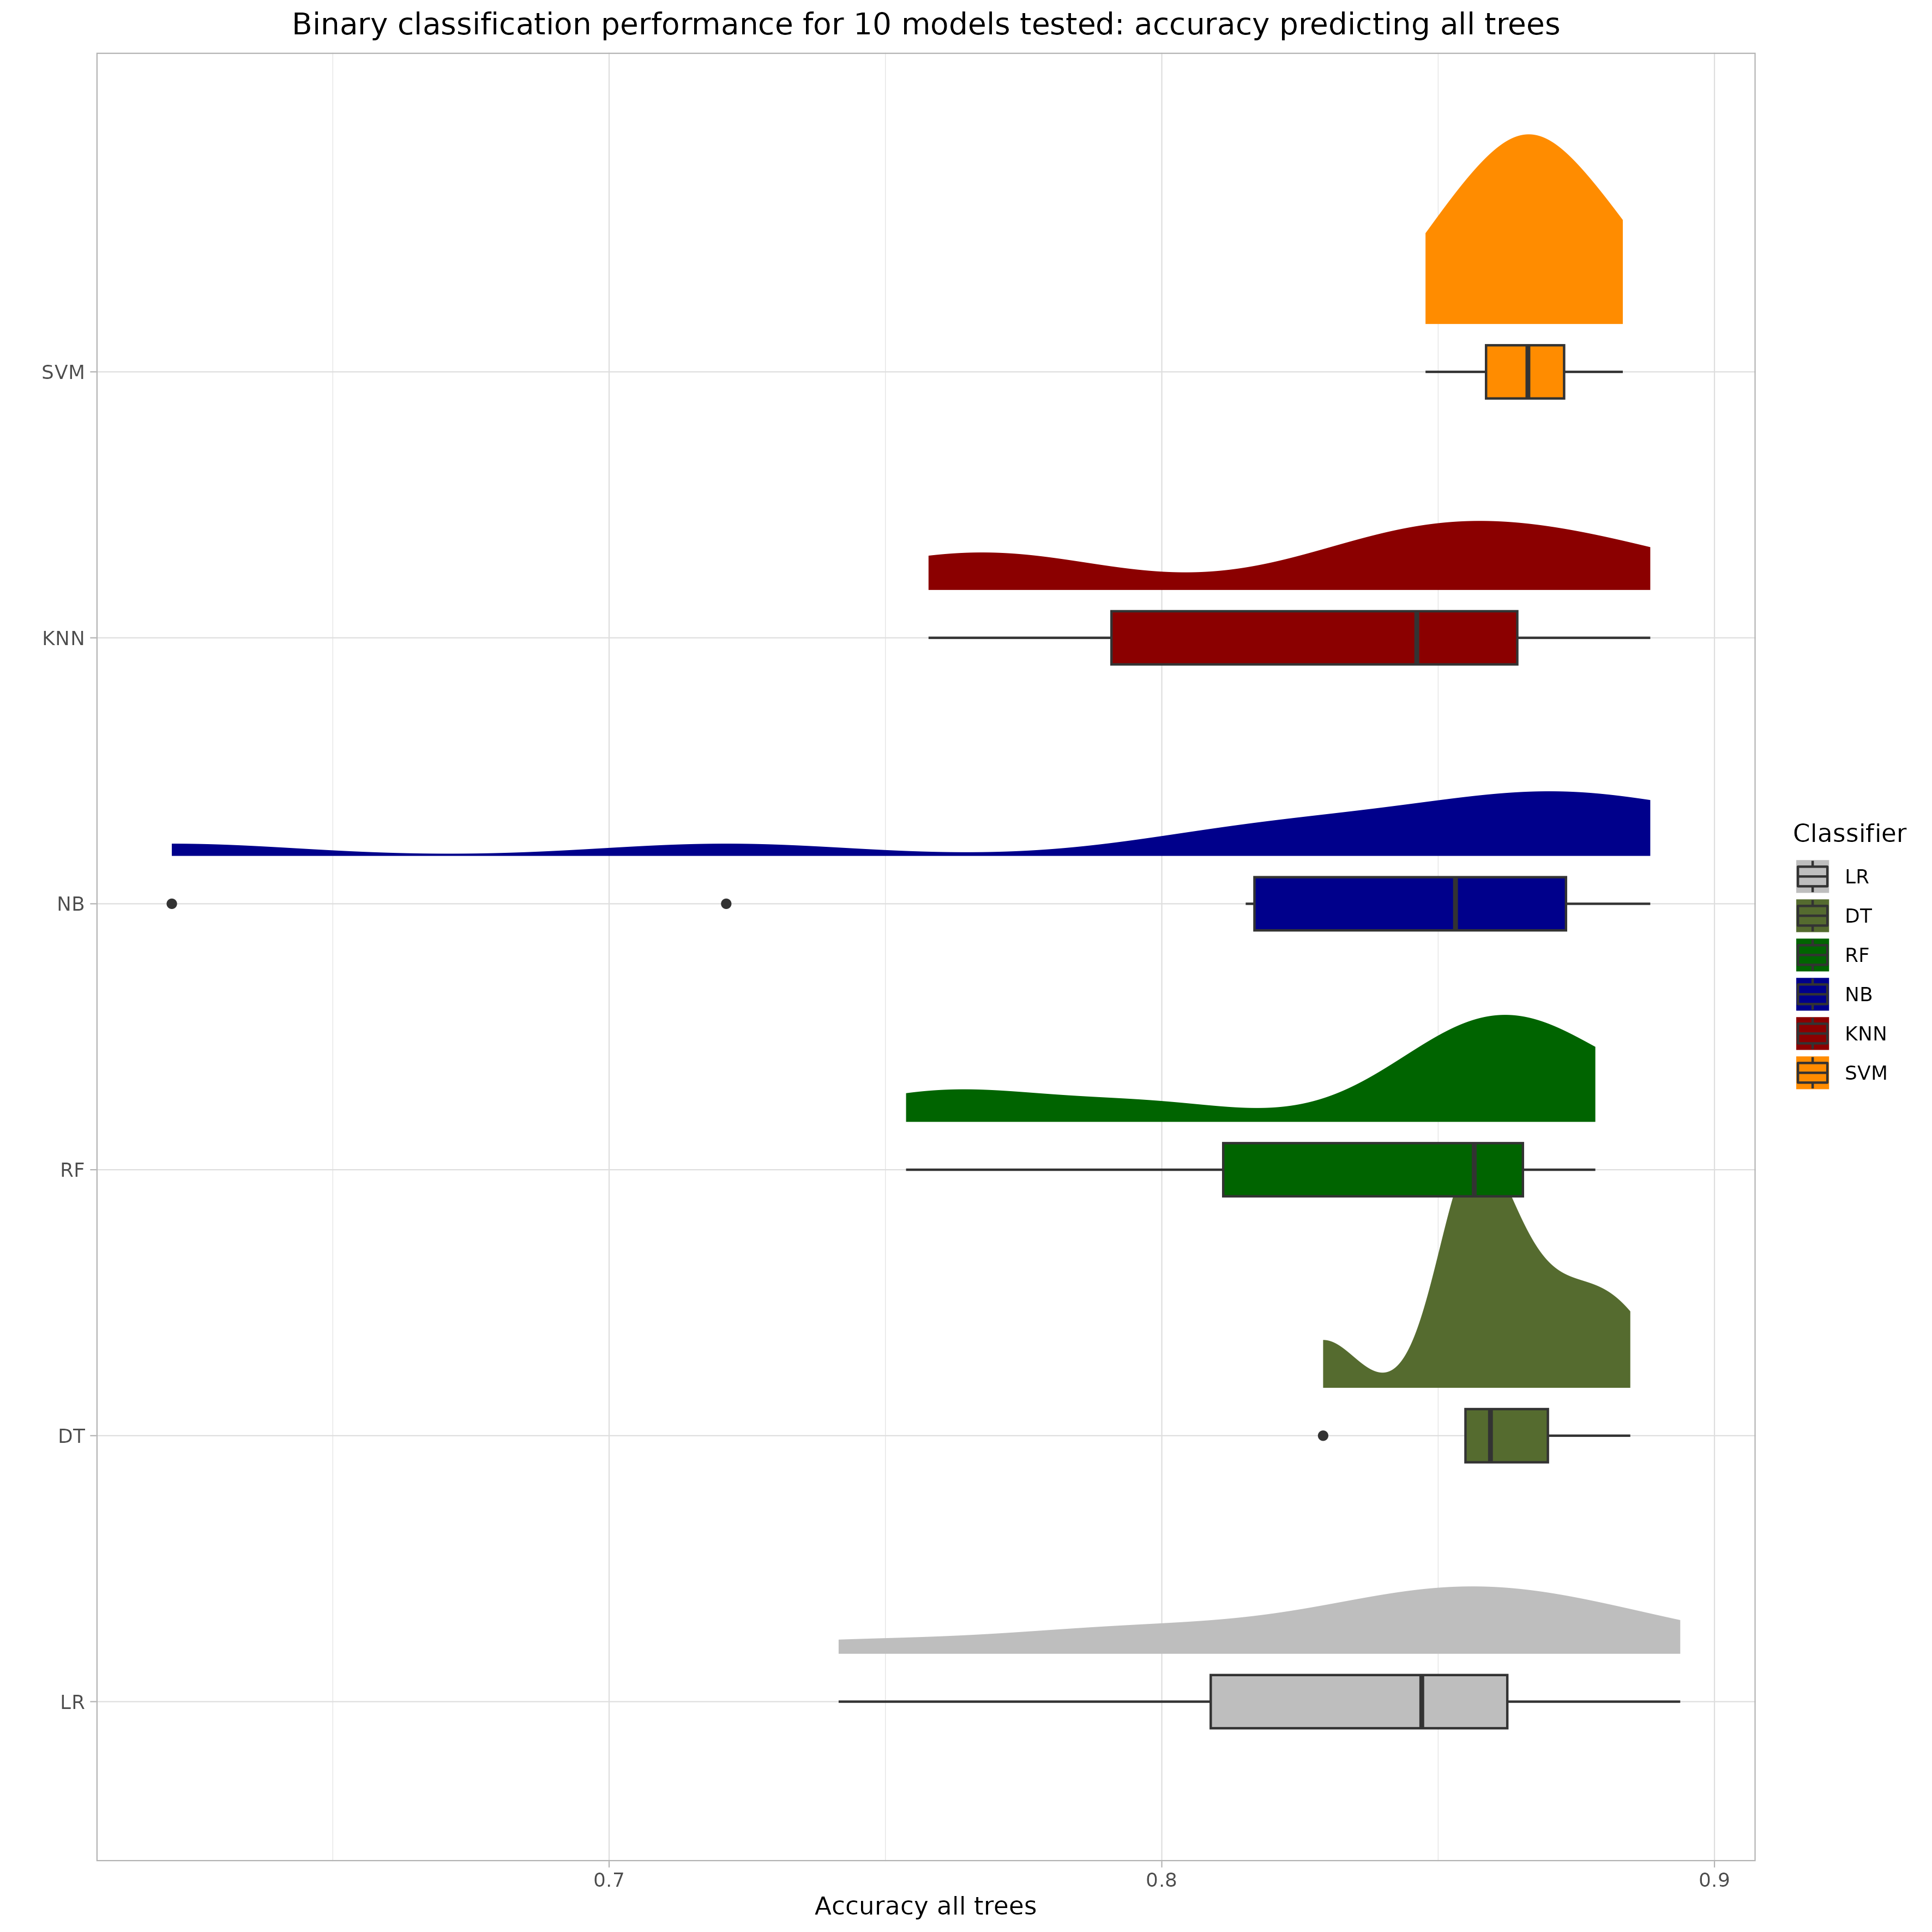 Binary classification performance for 10 models tested: accuracy predicting all trees
SVM
KNN
NB
RF
DT
LR
0.7
0.8
0.9
Accuracy all trees
Classifier
LR
DT
RF
NB
KNN
SVM